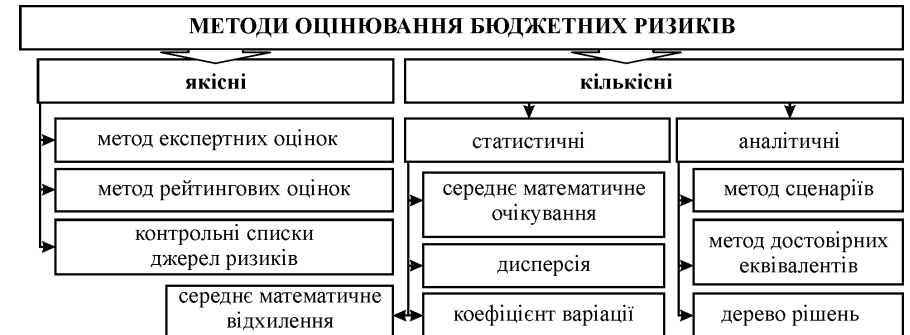 МЕТОДИ ОЦІНЮВАННЯ БЮДЖЕТНИХ РИЗИКІВ
якісні
кількісні
метод експертних оцінок
метод рейтингових оцінок
контрольні списки
джерел ризиків
статистичні
середнє математичне
очікування
дисперсія
коефіцієнт варіації
середнє математичне
відхилення
аналітичні
метод сценаріїв
метод достовірних
еквівалентів
дерево рішень